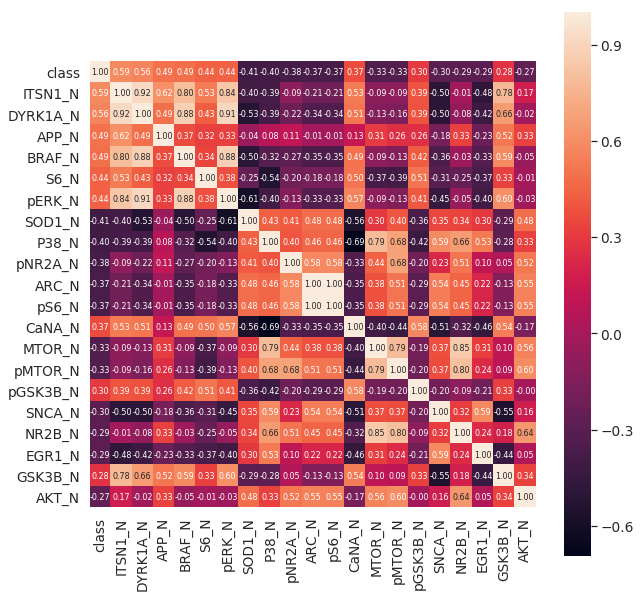 class 1.00 0.59 0.56 0.49 0.49 0.44 0.44 -0.41 -0.40 -0.38 -0.37 -0.37 0.37 -0.33 -0.33 0.30 -0.30 -0.29 -0.29 0.28 -0.27
ITSN1_N 0.59 1.00 0.92 0.62 0.80 0.53 0.84 -0.40 -0.39 -0.09 -0.21 -0.21 0.53 -0.09 -0.09 0.39 -0.50 -0.01 -0.48 0.78 0.17
DYRK1A_N 0.56 0.92 1.00 0.49 0.88 0.43 0.91 -0.53 -0.39 -0.22 -0.34 -0.34 0.51 -0.13 -0.16 0.39 -0.50 -0.08 -0.42 0.66 -0.02
APP_N 0.49 0.62 0.49 1.00 0.37 0.32 0.33 -0.04 0.08 0.11 -0.01 -0.01 0.13 0.31 0.26 0.26 -0.18 0.33 -0.23 0.52 0.33
BRAF_N 0.49 0.80 0.88 0.37 1.00 0.34 0.88 -0.50 -0.32 -0.27 -0.35 -0.35 0.49 -0.09 -0.13 0.42 -0.36 -0.03 -0.33 0.59 -0.05
S6_N 0.44 0.53 0.43 0.32 0.34 1.00 0.38 -0.25 -0.54 -0.20 -0.18 -0.18 0.50 -0.37 -0.39 0.51 -0.31 -0.25 -0.37 0.33 -0.01
pERK_N 0.44 0.84 0.91 0.33 0.88 0.38 1.00 -0.61 -0.40 -0.13 -0.33 -0.33 0.57 -0.09 -0.13 0.41 -0.45 -0.05 -0.42 0.60 -0.03
SOD1_N -0.41 -0.40 -0.53 -0.04 -0.50 -0.25 -0.61 1.00 0.43 0.41 0.48 0.48 -0.56 0.30 0.40 -0.36 0.35 0.34 0.30 -0.29 0.48
P38_N -0.40 -0.39 -0.39 0.08 -0.32 -0.54 -0.40 0.43 1.00 0.40 0.46 0.46 -0.69 0.79 0.68 -0.42 0.59 0.66 0.53 -0.28 0.33
pNR2A_N -0.38 -0.09 -0.22 0.11 -0.27 -0.20 -0.13 0.41 0.40 1.00 0.58 0.58 -0.33 0.44 0.68 -0.20 0.23 0.51 0.10 0.05 0.52
ARC_N -0.37 -0.21 -0.34 -0.01 -0.35 -0.18 -0.33 0.48 0.46 0.58 1.00 1.00 -0.35 0.38 0.51 -0.29 0.54 0.45 0.22 -0.13 0.55
pS6_N -0.37 -0.21 -0.34 -0.01 -0.35 -0.18 -0.33 0.48 0.46 0.58 1.00 1.00 -0.35 0.38 0.51 -0.29 0.54 0.45 0.22 -0.13 0.55
CaNA_N 0.37 0.53 0.51 0.13 0.49 0.50 0.57 -0.56 -0.69 -0.33 -0.35 -0.35 1.00 -0.40 -0.44 0.58 -0.51 -0.32 -0.46 0.54 -0.17
MTOR_N -0.33 -0.09 -0.13 0.31 -0.09 -0.37 -0.09 0.30 0.79 0.44 0.38 0.38 -0.40 1.00 0.79 -0.19 0.37 0.85 0.31 0.10 0.56
pMTOR_N -0.33 -0.09 -0.16 0.26 -0.13 -0.39 -0.13 0.40 0.68 0.68 0.51 0.51 -0.44 0.79 1.00 -0.20 0.37 0.80 0.24 0.09 0.60
pGSK3B_N 0.30 0.39 0.39 0.26 0.42 0.51 0.41 -0.36 -0.42 -0.20 -0.29 -0.29 0.58 -0.19 -0.20 1.00 -0.20 -0.09 -0.21 0.33 -0.00
SNCA_N -0.30 -0.50 -0.50 -0.18 -0.36 -0.31 -0.45 0.35 0.59 0.23 0.54 0.54 -0.51 0.37 0.37 -0.20 1.00 0.32 0.59 -0.55 0.16
NR2B_N -0.29 -0.01 -0.08 0.33 -0.03 -0.25 -0.05 0.34 0.66 0.51 0.45 0.45 -0.32 0.85 0.80 -0.09 0.32 1.00 0.24 0.18 0.64
EGR1_N -0.29 -0.48 -0.42 -0.23 -0.33 -0.37 -0.40 0.30 0.53 0.10 0.22 0.22 -0.46 0.31 0.24 -0.21 0.59 0.24 1.00 -0.44 0.05
GSK3B_N 0.28 0.78 0.66 0.52 0.59 0.33 0.60 -0.29 -0.28 0.05 -0.13 -0.13 0.54 0.10 0.09 0.33 -0.55 0.18 -0.44 1.00 0.34
AKT_N -0.27 0.17 -0.02 0.33 -0.05 -0.01 -0.03 0.48 0.33 0.52 0.55 0.55 -0.17 0.56 0.60 -0.00 0.16 0.64 0.05 0.34 1.00
class ITSN1_N DYRK1A_N APP_N BRAF_N S6_N pERK_N SOD1_N P38_N pNR2A_N ARC_N pS6_N CaNA_N MTOR_N pMTOR_N pGSK3B_N SNCA_N NR2B_N EGR1_N GSK3B_N AKT_N
0.9
0.6
0.3
0.0
−0.3
−0.6